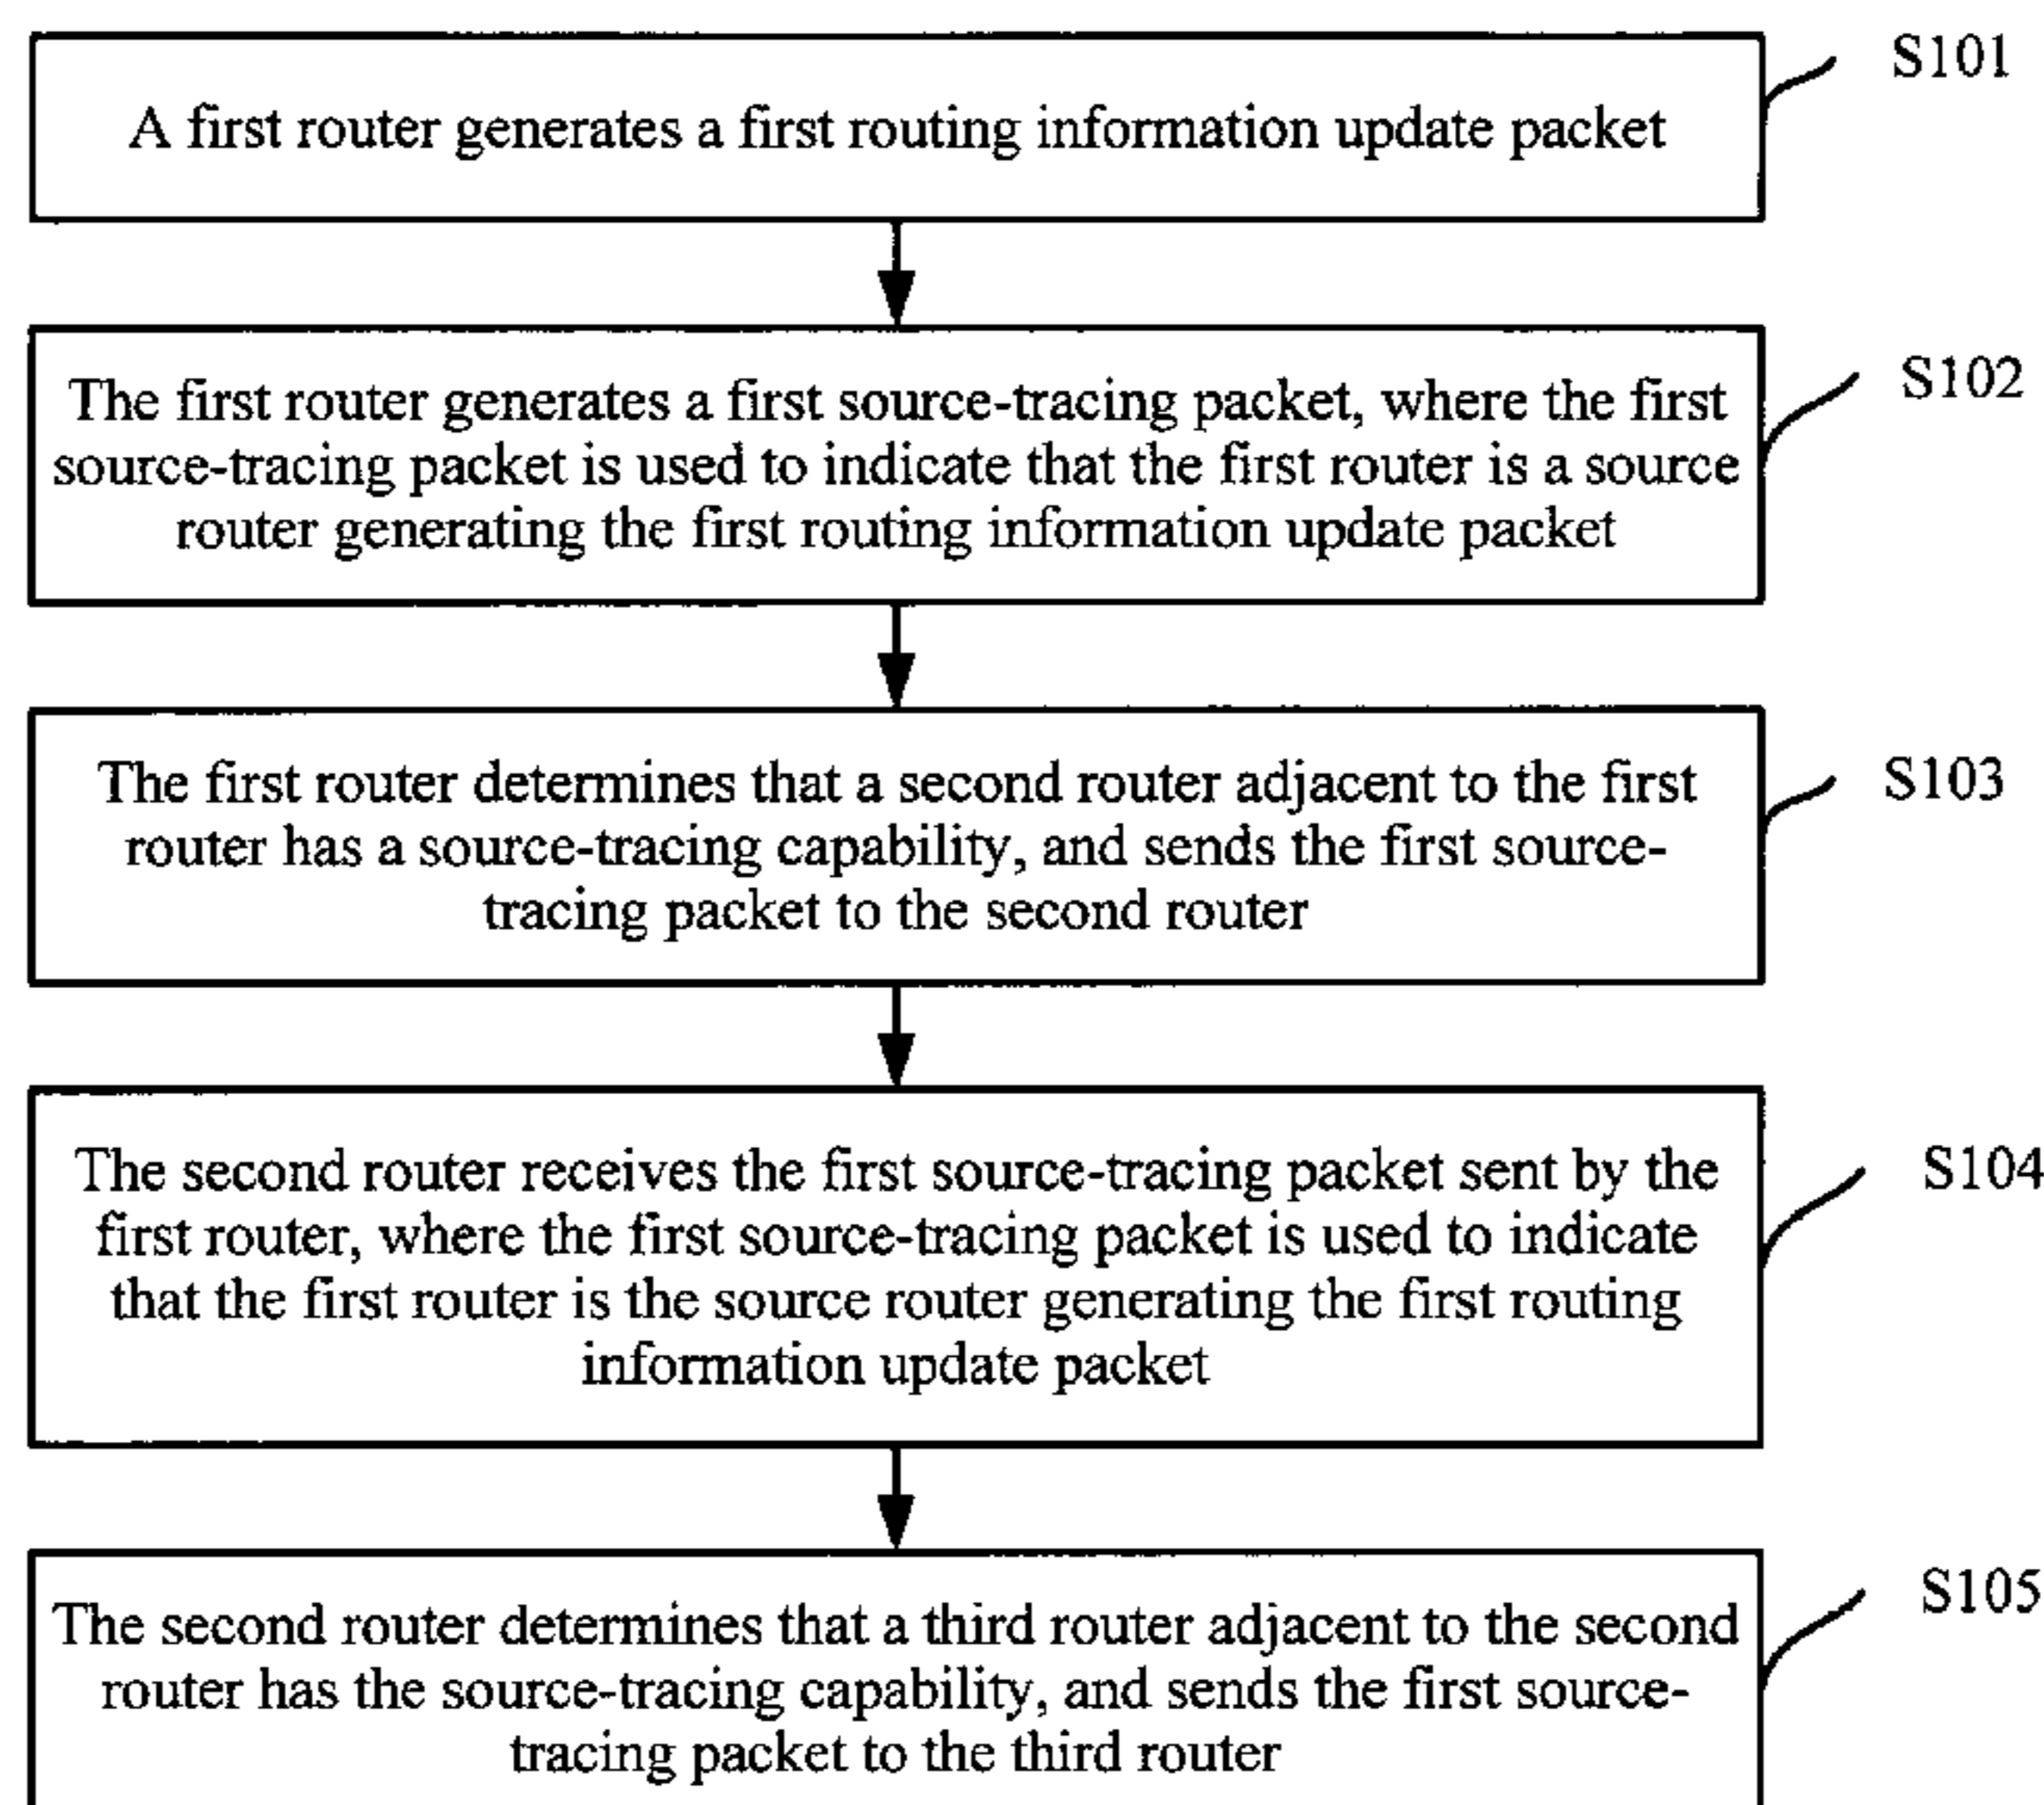 A first router generates a first routing information update packet
S101
The first router generates a first source-tracing packet, where the first
source-tracing packet is used to indicate that the first router is a source
router generating the first routing information update packet
S102
The first router determines that a second router adjacent to the first
router has a source-tracing capability, and sends the first source-
tracing packet to the second router
S103
The second router receives the first source-tracing packet sent by the
first router, where the first source-tracing packet is used to indicate
that the first router is the source router generating the first routing
information update packet
S104
The second router determines that a third router adjacent to the second
router has the source-tracing capability, and sends the first source-
tracing packet to the third router
S105